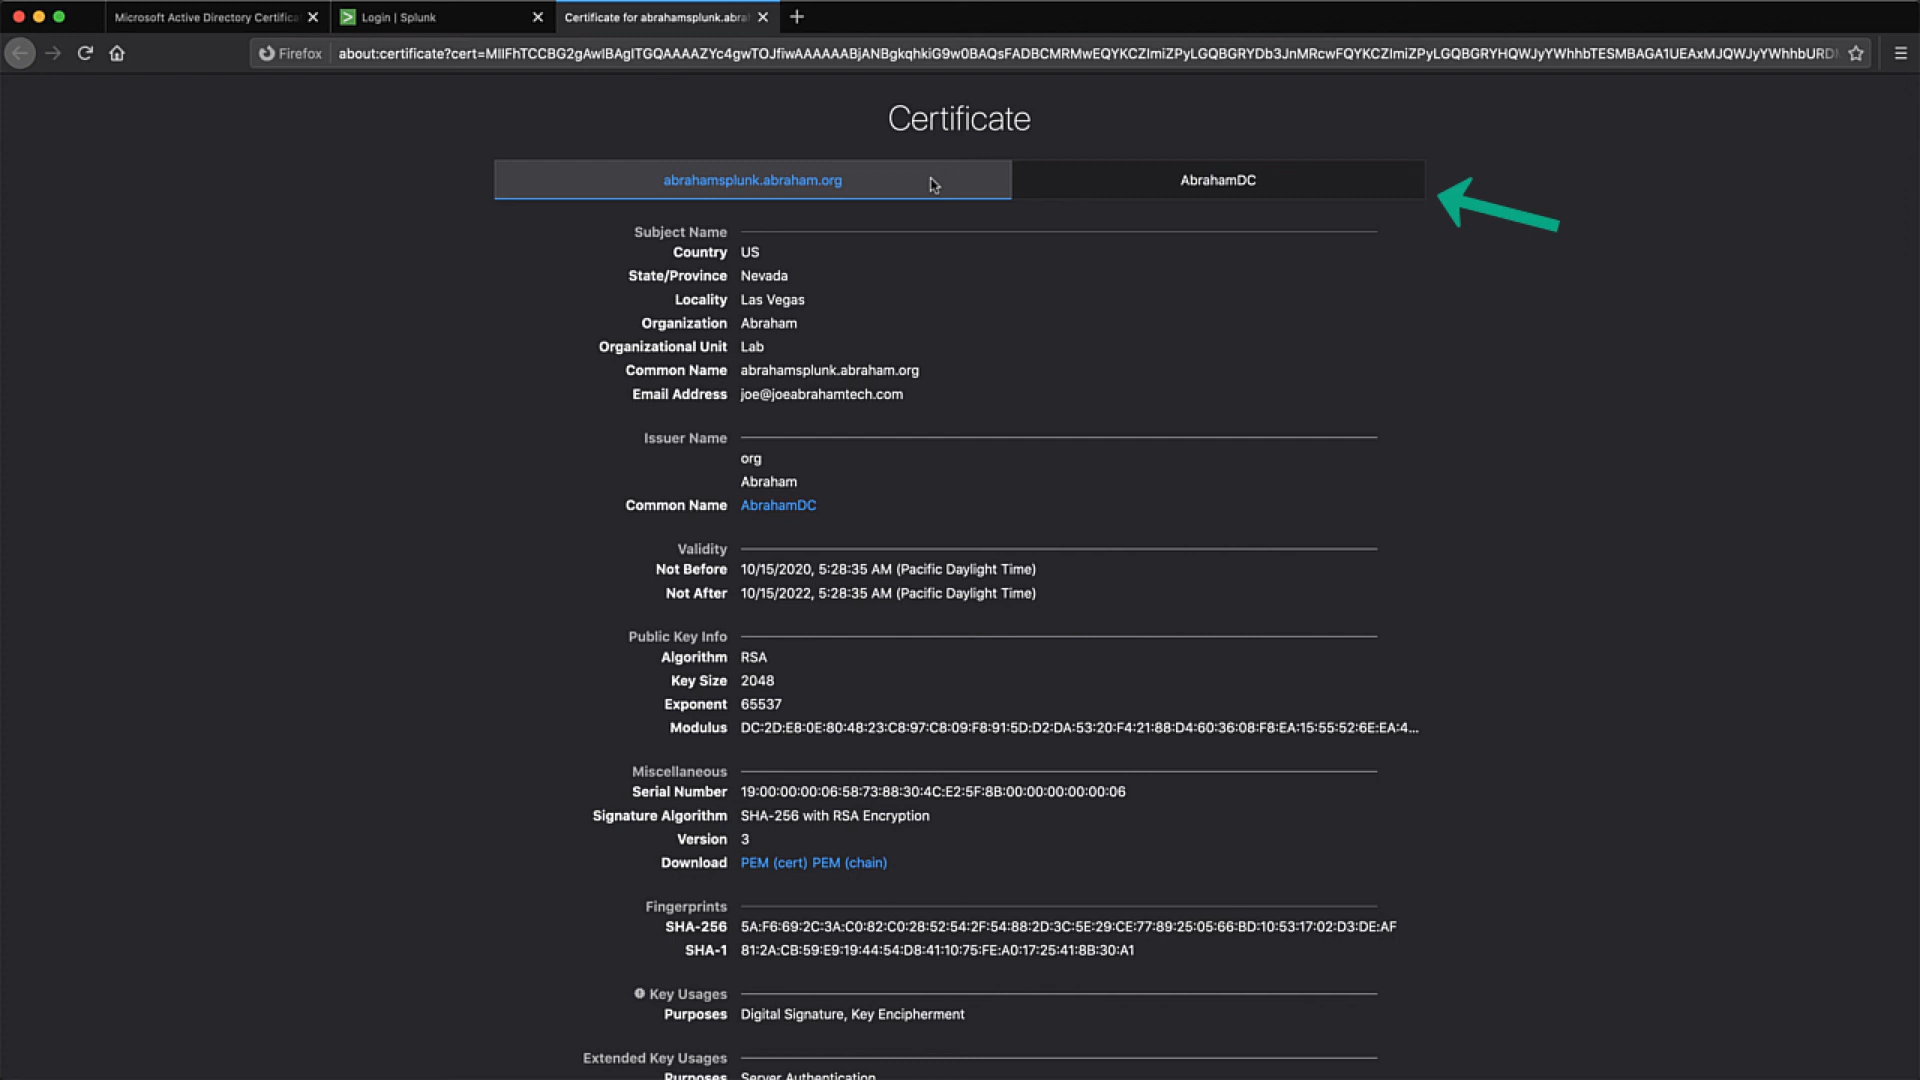 Microsoft Active Directory Certifica
Login | Splunk
Certificate for abrahamsplunk.abra
Firefox
about:certificate?cert=MIIFhTCCBG2gAwIBAgITGQAAAAZYc4gwTOJfiwAAAAAABjANBgkqhkiG9w0BAQsFADBCMRMwEQYKCZImiZPyLGQBGRYDb3JnMRcwFQYKCZImiZPyLGQBGRYHQWJyYWhhbTESMBAGA1UEAxMJQWJyYWhhbURD
Certificate
abrahamsplunk.abraham.org
AbrahamDC
Subject Name
Country US
State/Province Nevada
Locality Las Vegas
Organization Abraham
Organizational Unit Lab
Common Name abrahamsplunk.abraham.org
Email Address joe@joeabrahamtech.com
Issuer Name
org
Abraham
Common Name AbrahamDC
Validity
Not Before 10/15/2020, 5:28:35 AM (Pacific Daylight Time)
Not After 10/15/2022, 5:28:35 AM (Pacific Daylight Time)
Public Key Info
Algorithm RSA
Key Size 2048
Exponent 65537
Modulus DC:2D:E8:0E:80:48:23:C8:97:C8:09:F8:91:5D:D2:DA:53:20:F4:21:88:D4:60:36:08:F8:EA:15:55:52:6E:EA:4...
Miscellaneous
Serial Number 19:00:00:00:06:58:73:88:30:4C:E2:5F:8B:00:00:00:00:00:06
Signature Algorithm SHA-256 with RSA Encryption
Version 3
Download PEM (cert) PEM (chain)
Fingerprints
SHA-256 5A:F6:69:2C:3A:C0:82:C0:28:52:54:2F:54:88:2D:3C:5E:29:CE:77:89:25:05:66:BD:10:53:17:02:D3:DE:AF
SHA-1 81:2A:CB:59:E9:19:44:54:D8:41:10:75:FE:A0:17:25:41:8B:30:A1
Key Usages
Purposes Digital Signature, Key Encipherment
Extended Key Usages
Purposes Server Authentication